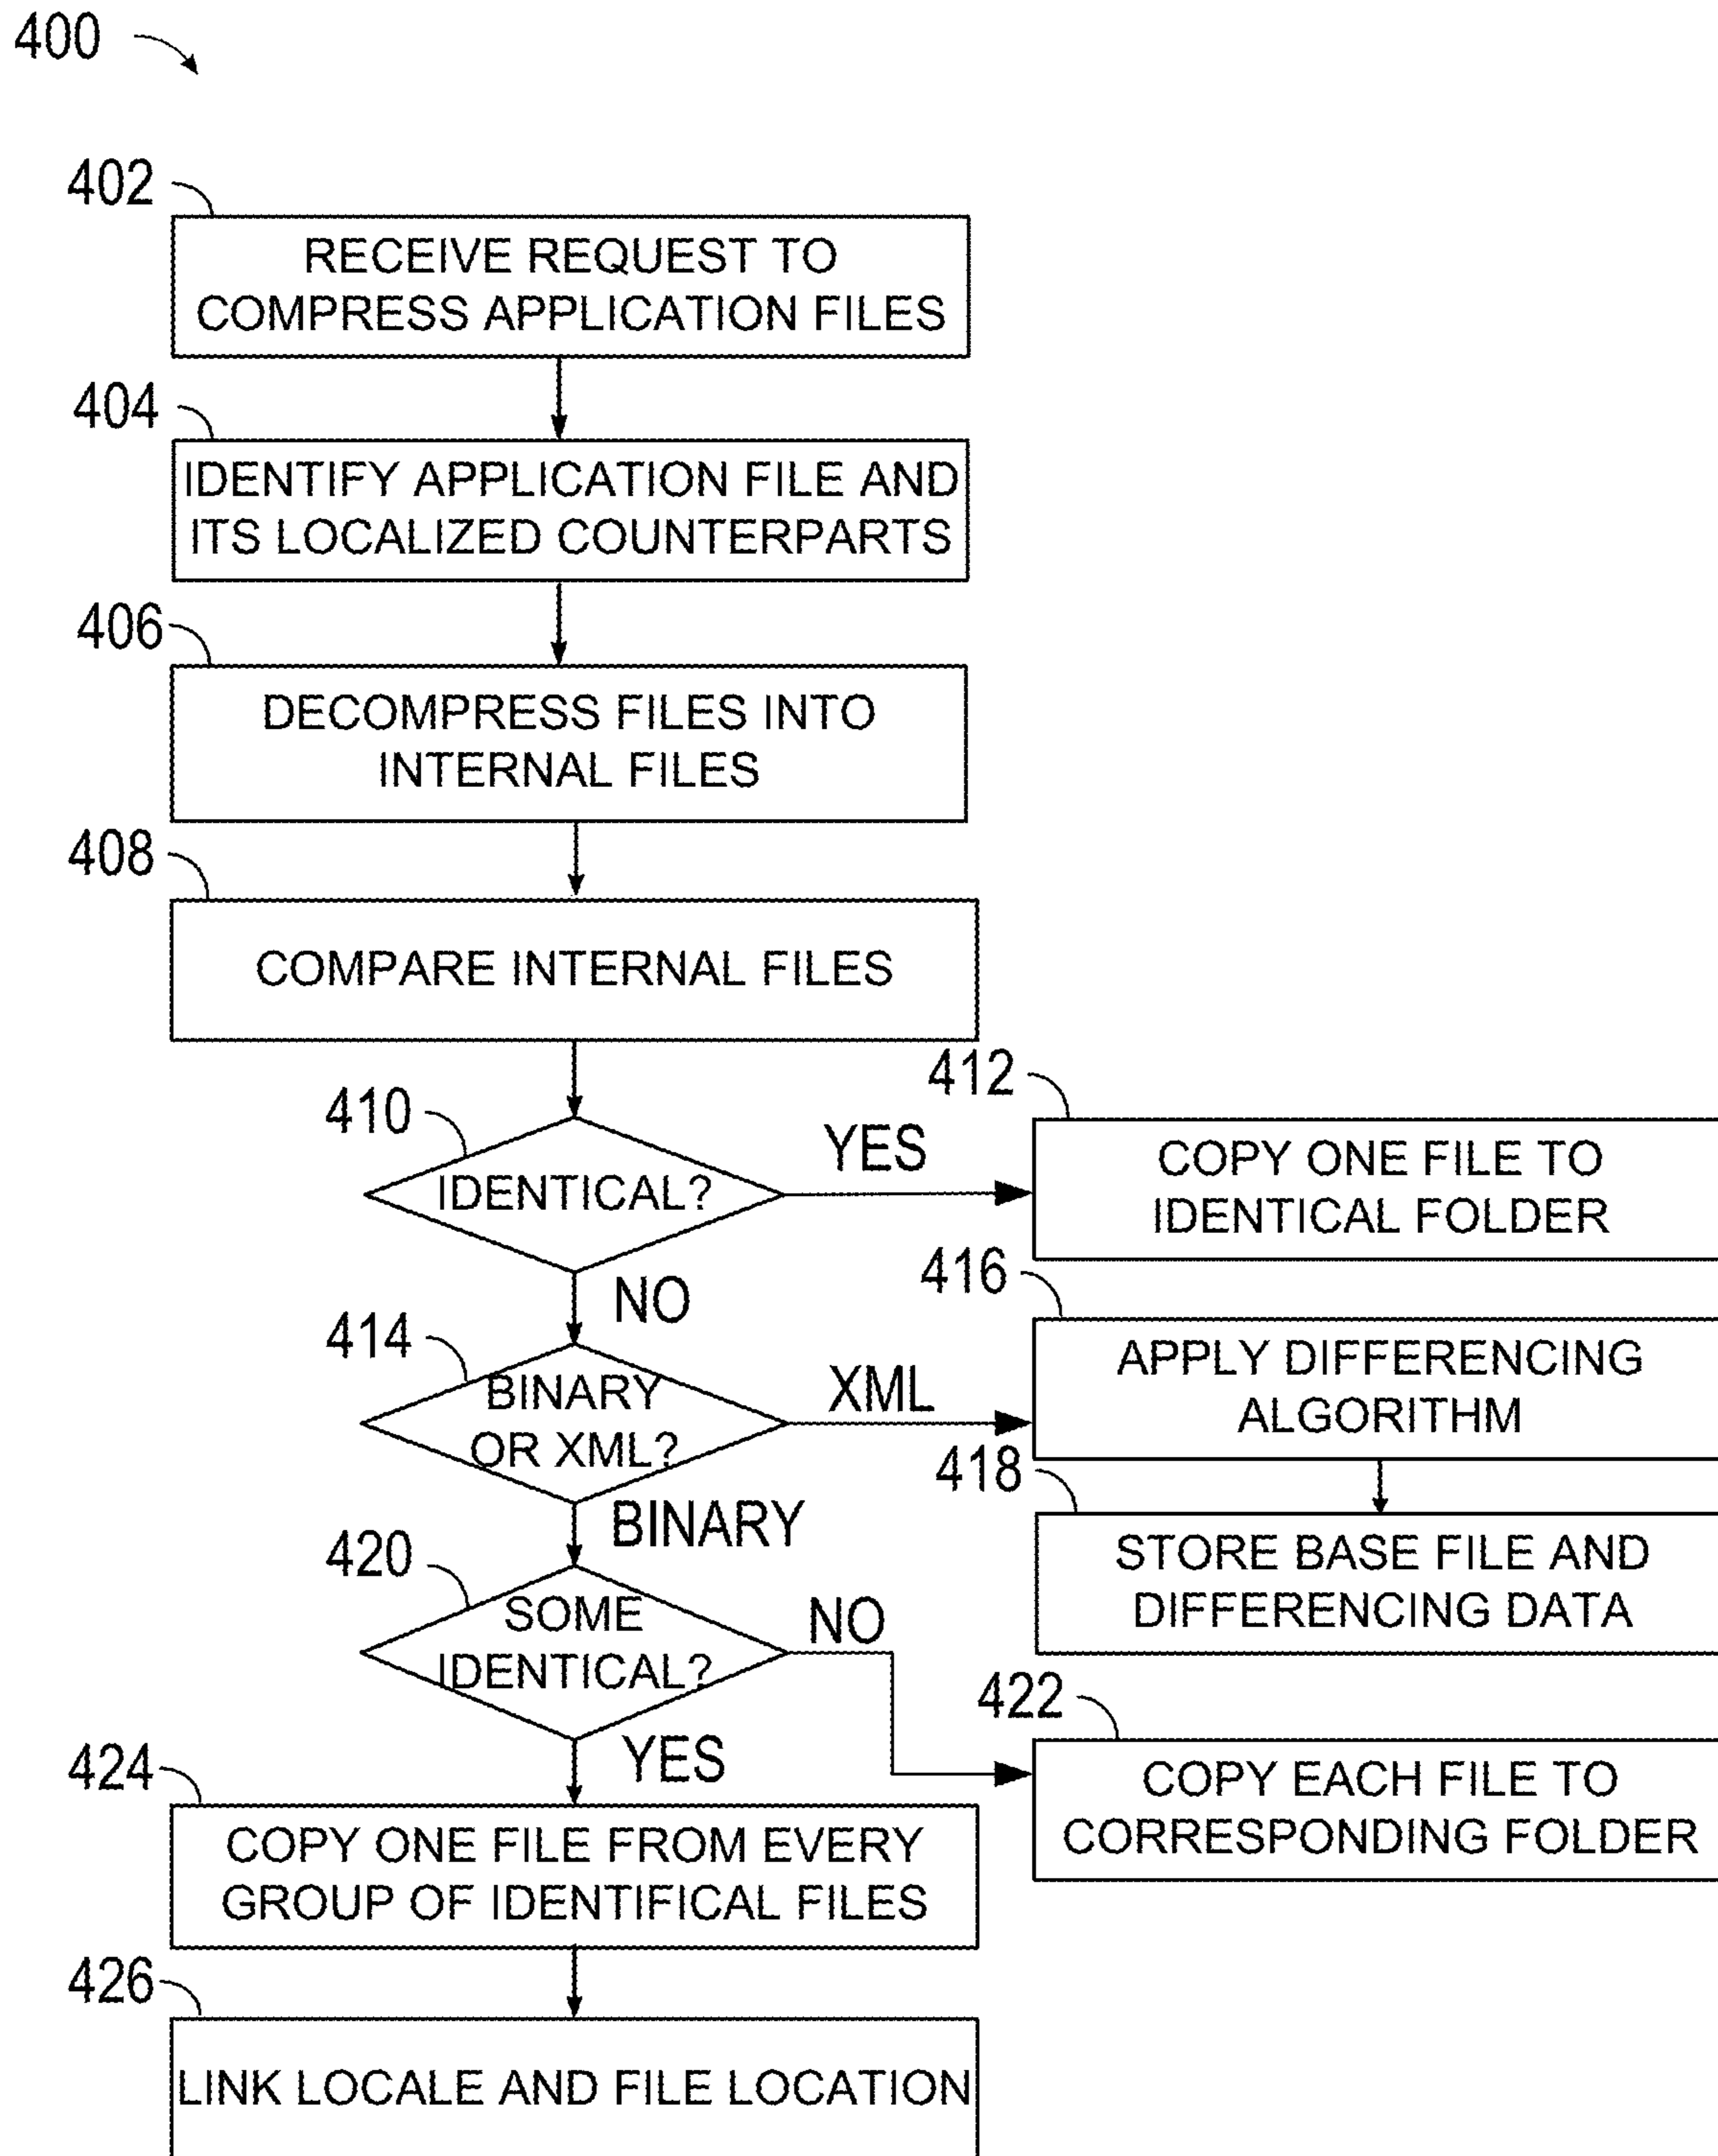 400
402
RECEIVE REQUEST TO
COMPRESS APPLICATION FILES
404
IDENTIFY APPLICATION FILE AND
ITS LOCALIZED COUNTERPARTS
406
DECOMPRESS FILES INTO
INTERNAL FILES
408
COMPARE INTERNAL FILES
410
IDENTICAL?
YES
412
COPY ONE FILE TO
IDENTICAL FOLDER
NO
414
BINARY
OR XML?
XML
416
APPLY DIFFERENCING
ALGORITHM
418
STORE BASE FILE AND
DIFFERENCING DATA
BINARY
420
SOME
IDENTICAL?
NO
422
COPY EACH FILE TO
CORRESPONDING FOLDER
YES
424
COPY ONE FILE FROM EVERY
GROUP OF IDENTIFICAL FILES
426
LINK LOCALE AND FILE LOCATION